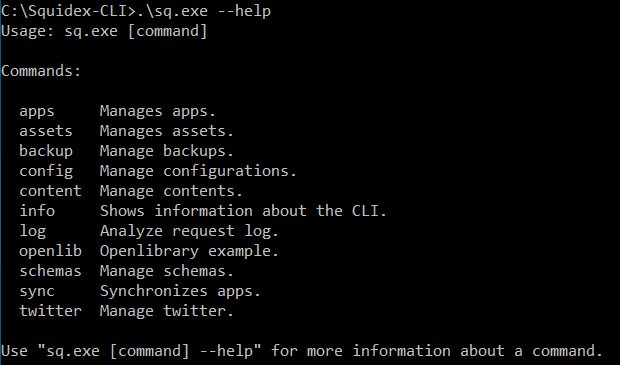 C:\Squidex-CLI>.\sq.exe --help
Usage: sq.exe [command]
Commands:
apps Manages apps.
assets Manages assets.
backup Manage backups.
config Manage configurations.
content Manage contents.
info Shows information about the CLI.
log Analyze request log.
openlib Openlibrary example.
schemas Manage schemas.
sync Synchronizes apps.
twitter Manage twitter.
Use "sq.exe [command] --help" for more information about a command.